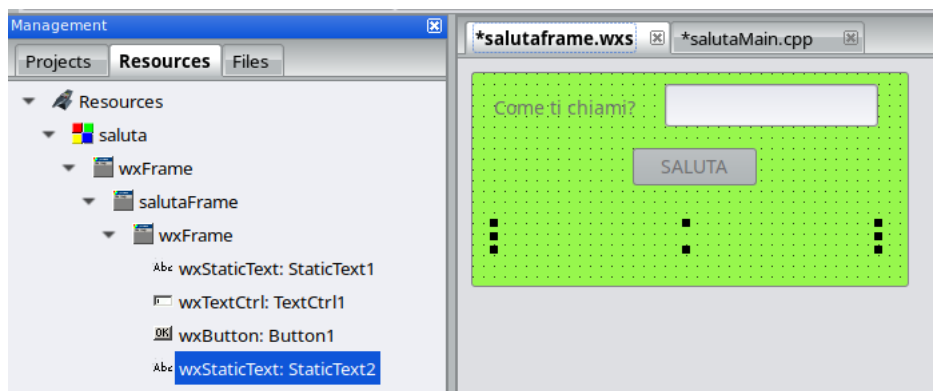 Management
Projects Resources Files
Resources
saluta
wxFrame
salutaFrame
wxFrame
Abc wxStaticText: StaticText1
wxTextCtrl: TextCtrl1
OK wxButton: Button1
Abc wxStaticText: StaticText2
*salutaframe.wxs *salutaMain.cpp
Come ti chiami?
SALUTA